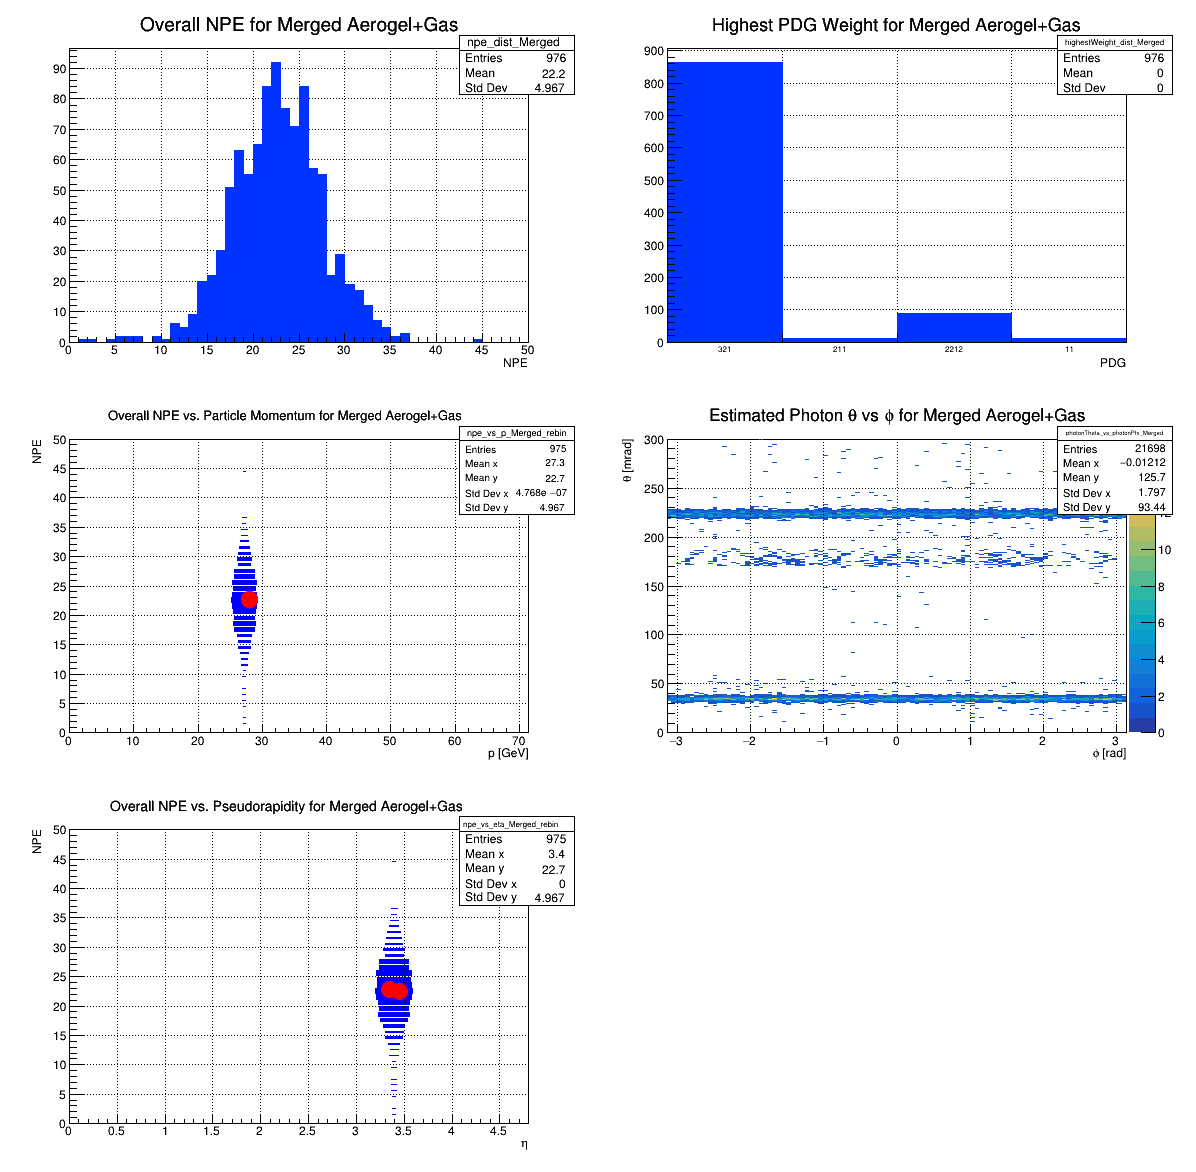 Overall NPE for Merged Aerogel+Gas
npe_dist_Merged
Entries 976
Mean 22.2
Std Dev 4.967
90
80
70
60
50
40
30
20
10
0
0 5 10 15 20 25 30 35 40 45 50
NPE
Highest PDG Weight for Merged Aerogel+Gas
highestWeight_dist_Merged
Entries 976
Mean 0
Std Dev 0
900
800
700
600
500
400
300
200
100
0
321 211 2212 11
PDG
Overall NPE vs. Particle Momentum for Merged Aerogel+Gas
npe_vs_p_Merged_rebin
Entries 975
Mean x 27.3
Mean y 22.7
Std Dev x 4.768e −07
Std Dev y 4.967
NPE
50
45
40
35
30
25
20
15
10
5
0
0 10 20 30 40 50 60 70
p [GeV]
Estimated Photon θ vs ϕ for Merged Aerogel+Gas
photonTheta_vs_photonPhi_Merged
Entries 21698
Mean x −0.01212
Mean y 125.7
Std Dev x 1.797
Std Dev y 93.44
θ [mrad]
300
250
200
150
100
50
0
−3 −2 −1 0 1 2 3
ϕ [rad]
10
8
6
4
2
0
Overall NPE vs. Pseudorapidity for Merged Aerogel+Gas
npe_vs_eta_Merged_rebin
Entries 975
Mean x 3.4
Mean y 22.7
Std Dev x 0
Std Dev y 4.967
NPE
50
45
40
35
30
25
20
15
10
5
0
0 0.5 1 1.5 2 2.5 3 3.5 4 4.5
η